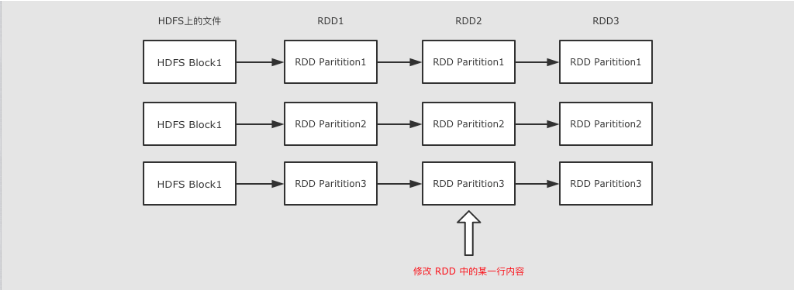 HDFS上的文件 RDD1 RDD2 RDD3
HDFS Block1 RDD Paritition1 RDD Paritition1 RDD Paritition1
HDFS Block1 RDD Paritition2 RDD Paritition2 RDD Paritition2
HDFS Block1 RDD Paritition3 RDD Paritition3 RDD Paritition3
修改 RDD 中的某一行内容